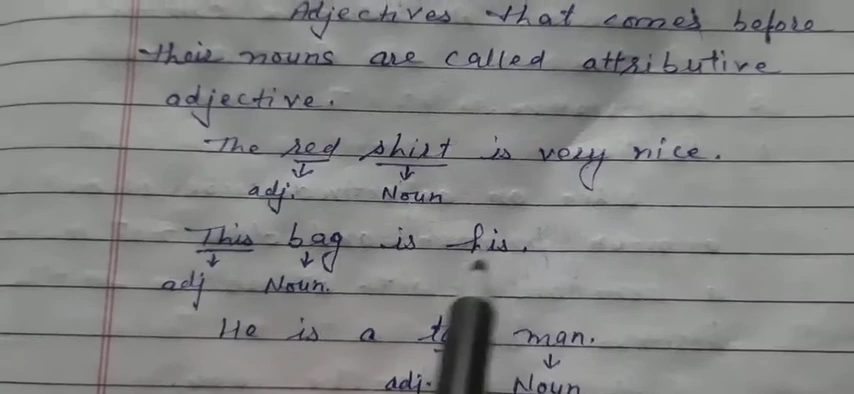 Adjectives that comes before
their nouns are called attributive
adjective.
The red shirt is very nice.
adj. Noun
This bag is his.
adj Noun.
He is a man.
adj. Noun